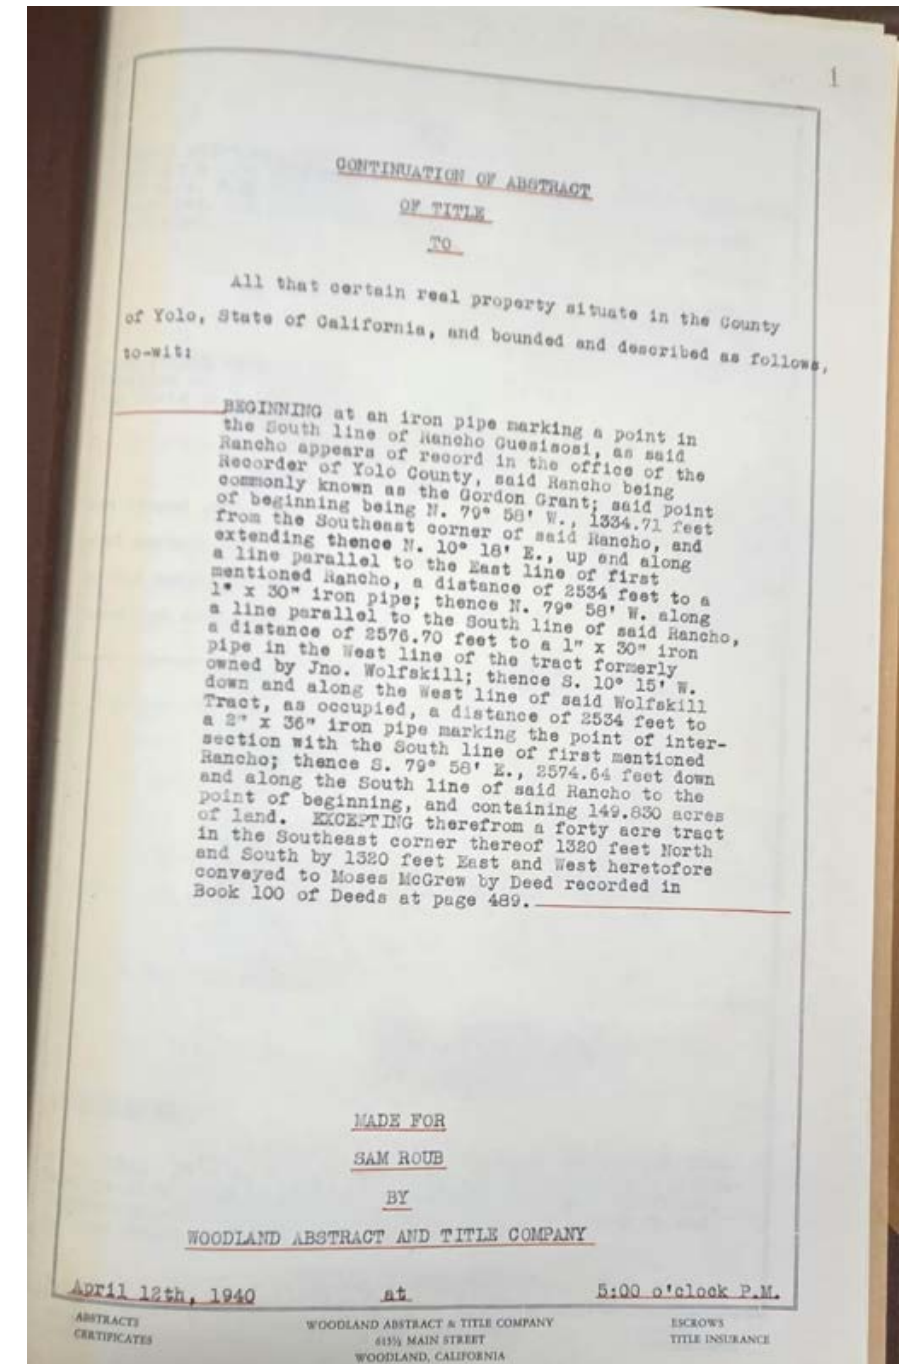 1
CONTINUATION OF ABSTRACT
OF TITLE
TO
All that certain real property situate in the County
of Yolo, State of California, and bounded and described as follows,
to-wit:
BEGINNING at an iron pipe marking a point in
the South line of Rancho Guesisosi, as said
Rancho appears of record in the office of the
Recorder of Yolo County, said Rancho being
commonly known as the Gordon Grant; said point
of beginning being N. 79° 58' W., 1334.71 feet
from the Southeast corner of said Rancho, and
extending thence N. 10° 18' E., up and along
a line parallel to the East line of first
mentioned Rancho, a distance of 2534 feet to a
1" x 30" iron pipe; thence N. 79° 58' W. along
a line parallel to the South line of said Rancho,
a distance of 2576.70 feet to a 1" x 30" iron
pipe in the West line of the tract formerly
owned by Jno. Wolfskill; thence S. 10° 15' W.
down and along the West line of said Wolfskill
Tract, as occupied, a distance of 2534 feet to
a 2" x 36" iron pipe marking the point of inter-
section with the South line of first mentioned
Rancho; thence S. 79° 58' E., 2574.64 feet down
and along the South line of said Rancho to the
point of beginning, and containing 149.830 acres
of land. EXCEPTING therefrom a forty acre tract
in the Southeast corner thereof 1320 feet North
and South by 1320 feet East and West heretofore
conveyed to Moses McGrew by Deed recorded in
Book 100 of Deeds at page 489.
MADE FOR
SAM ROUB
BY
WOODLAND ABSTRACT AND TITLE COMPANY
April 12th, 1940 at 5:00 o'clock P.M.
ABSTRACTS WOODLAND ABSTRACT & TITLE COMPANY ESCROWS
CERTIFICATES 615½ MAIN STREET TITLE INSURANCE
WOODLAND, CALIFORNIA